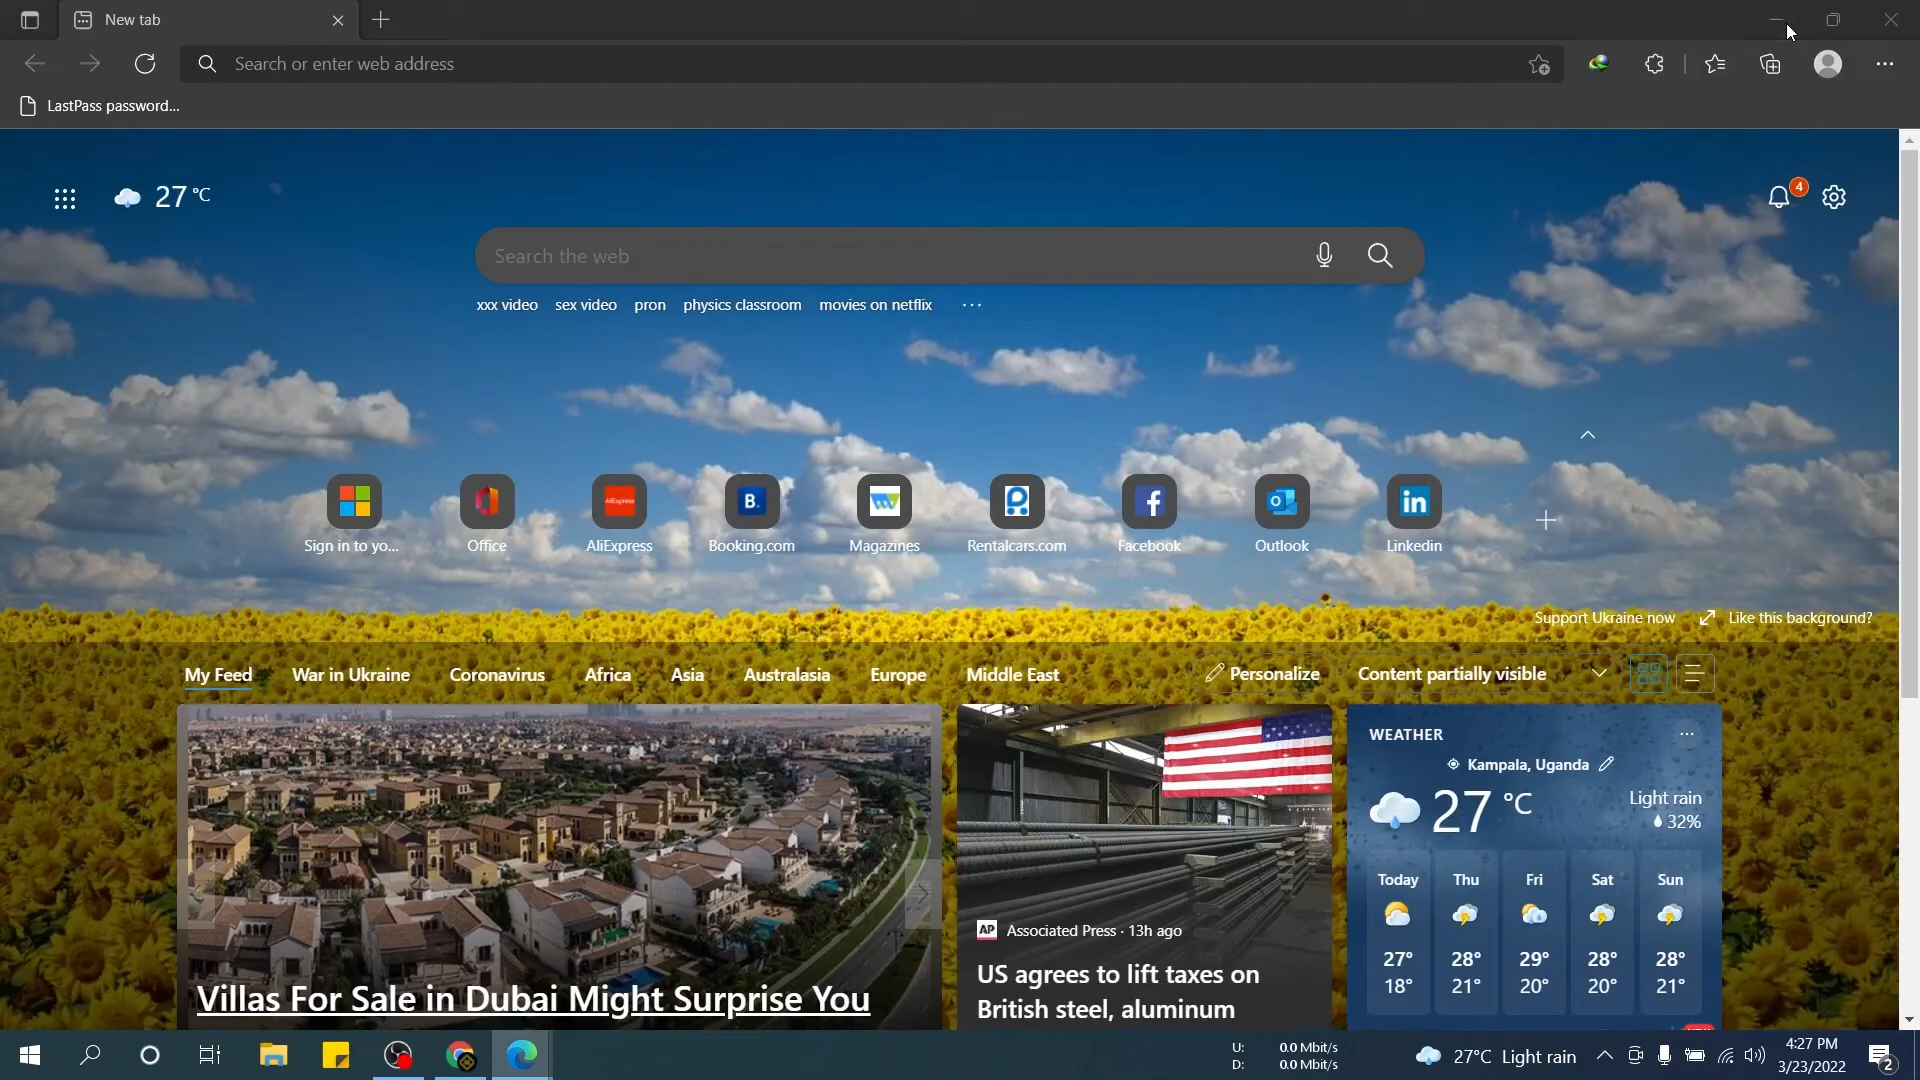 New tab
Search or enter web address
LastPass password...
27 °C
4
Search the web
xxx video sex video pron physics classroom movies on netflix ...
AliExpress
B.
Sign in to yo... Office AliExpress Booking.com Magazines Rentalcars.com Facebook Outlook Linkedin
Support Ukraine now Like this background?
My Feed War in Ukraine Coronavirus Africa Asia Australasia Europe Middle East Personalize Content partially visible
Villas For Sale in Dubai Might Surprise You
AP Associated Press · 13h ago
US agrees to lift taxes on
British steel, aluminum
WEATHER
Kampala, Uganda
27 °C
Light rain
32%
Today Thu Fri Sat Sun
27° 28° 29° 28° 28°
18° 21° 20° 20° 21°
U: 0.0 Mbit/s
D: 0.0 Mbit/s
27°C Light rain
4:27 PM
3/23/2022
2